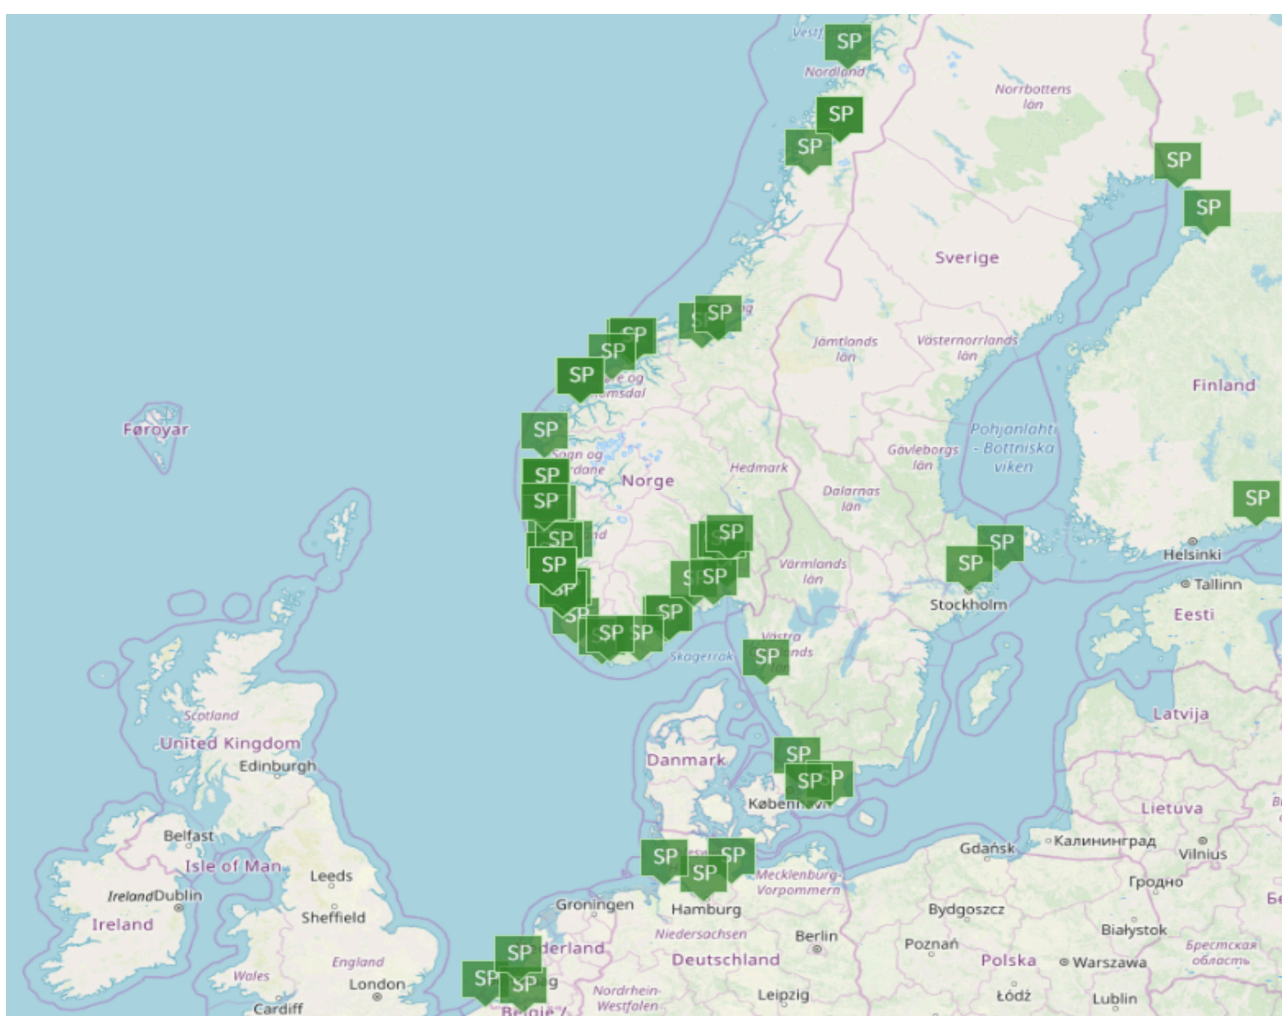 SP
Nordland
SP
SP
Norrbottens
län
SP
SP
Sverige
SP
SP
SP
SP
Jämtlands
län
Västernorrlands
län
Finland
Føroyar
SP
Pohjanlahti
- Bottniska
viken
Gävleborgs
län
Hedmark
Norge
Dalarnas
län
SP
SP
SP
SP
SP
SP
SP
SP
SP
SP
SP
Helsinki
Tallinn
Värmlands
län
Stockholm
Eesti
SP
SP
SP
Skagerrak
SP
Scotland
United Kingdom
Edinburgh
Latvija
Danmark
SP
SP
SP
København
Lietuva
Belfast
Isle of Man
Leeds
Sheffield
Ireland
Dublin
Ireland
SP
SP
SP
Mecklenburg-
Vorpommern
Gdańsk
Калининград
Vilnius
Гродно
Groningen
Hamburg
Niedersachsen
Berlin
Bydgoszcz
Białystok
Poznań
Polska
Warszawa
Брестская
область
Deutschland
SP
SP
SP
Wales
England
London
Cardiff
Nordrhein-
Westfalen
Leipzig
Łódź
Lublin
België/